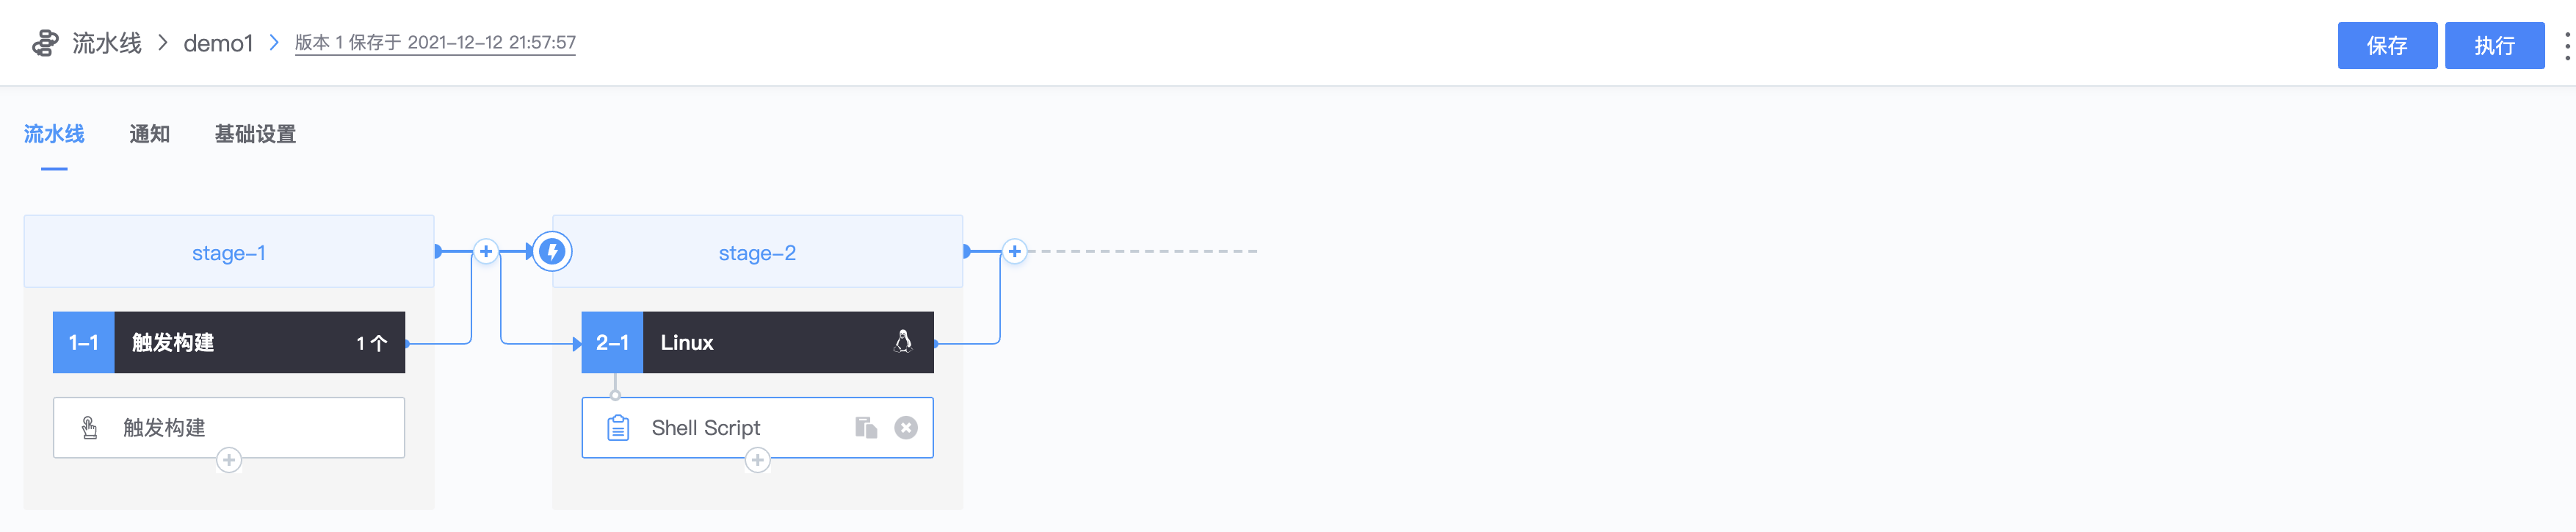 流水线 > demo1 > 版本 1 保存于 2021-12-12 21:57:57
保存 执行
流水线 通知 基础设置
stage-1 stage-2
1-1 触发构建 1 个 2-1 Linux
触发构建 Shell Script